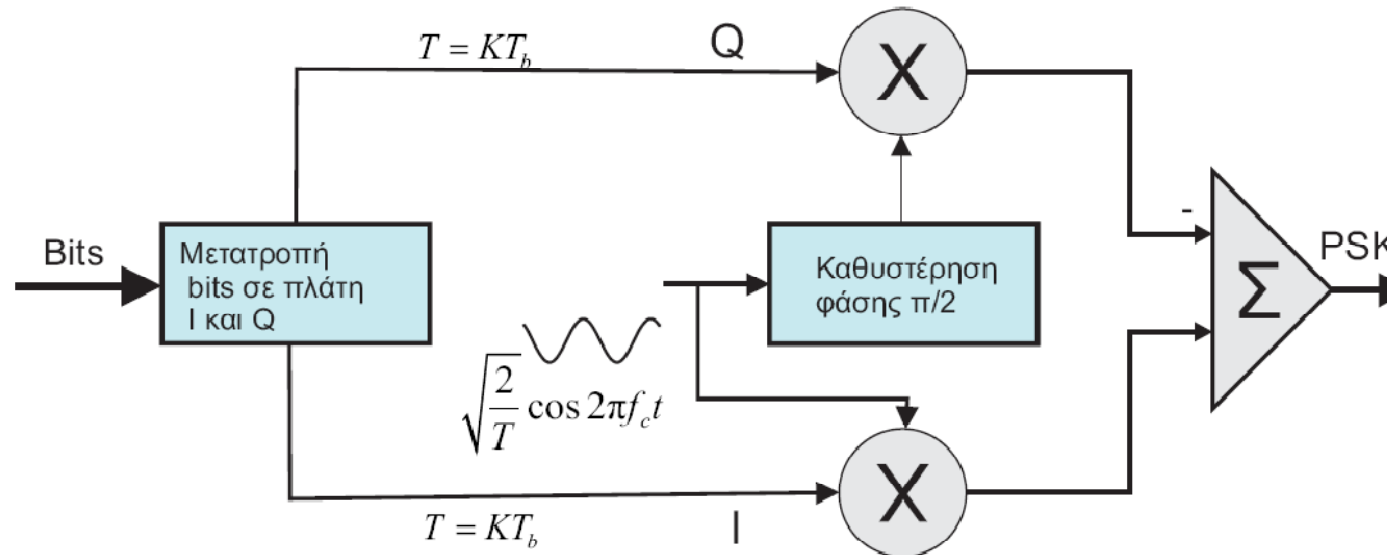 T = KT_b
Q
X
Bits
Μετατροπή
bits σε πλάτη
I και Q
Καθυστέρηση
φάσης π/2
-
Σ
PSK
√(2/T) cos 2πf_c t
X
T = KT_b
I